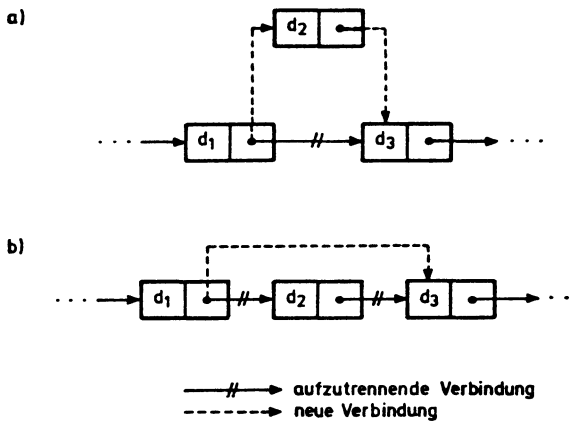 a)
d2
··· d1 d3 ···
b)
··· d1 d2 d3 ···
aufzutrennende Verbindung
neue Verbindung